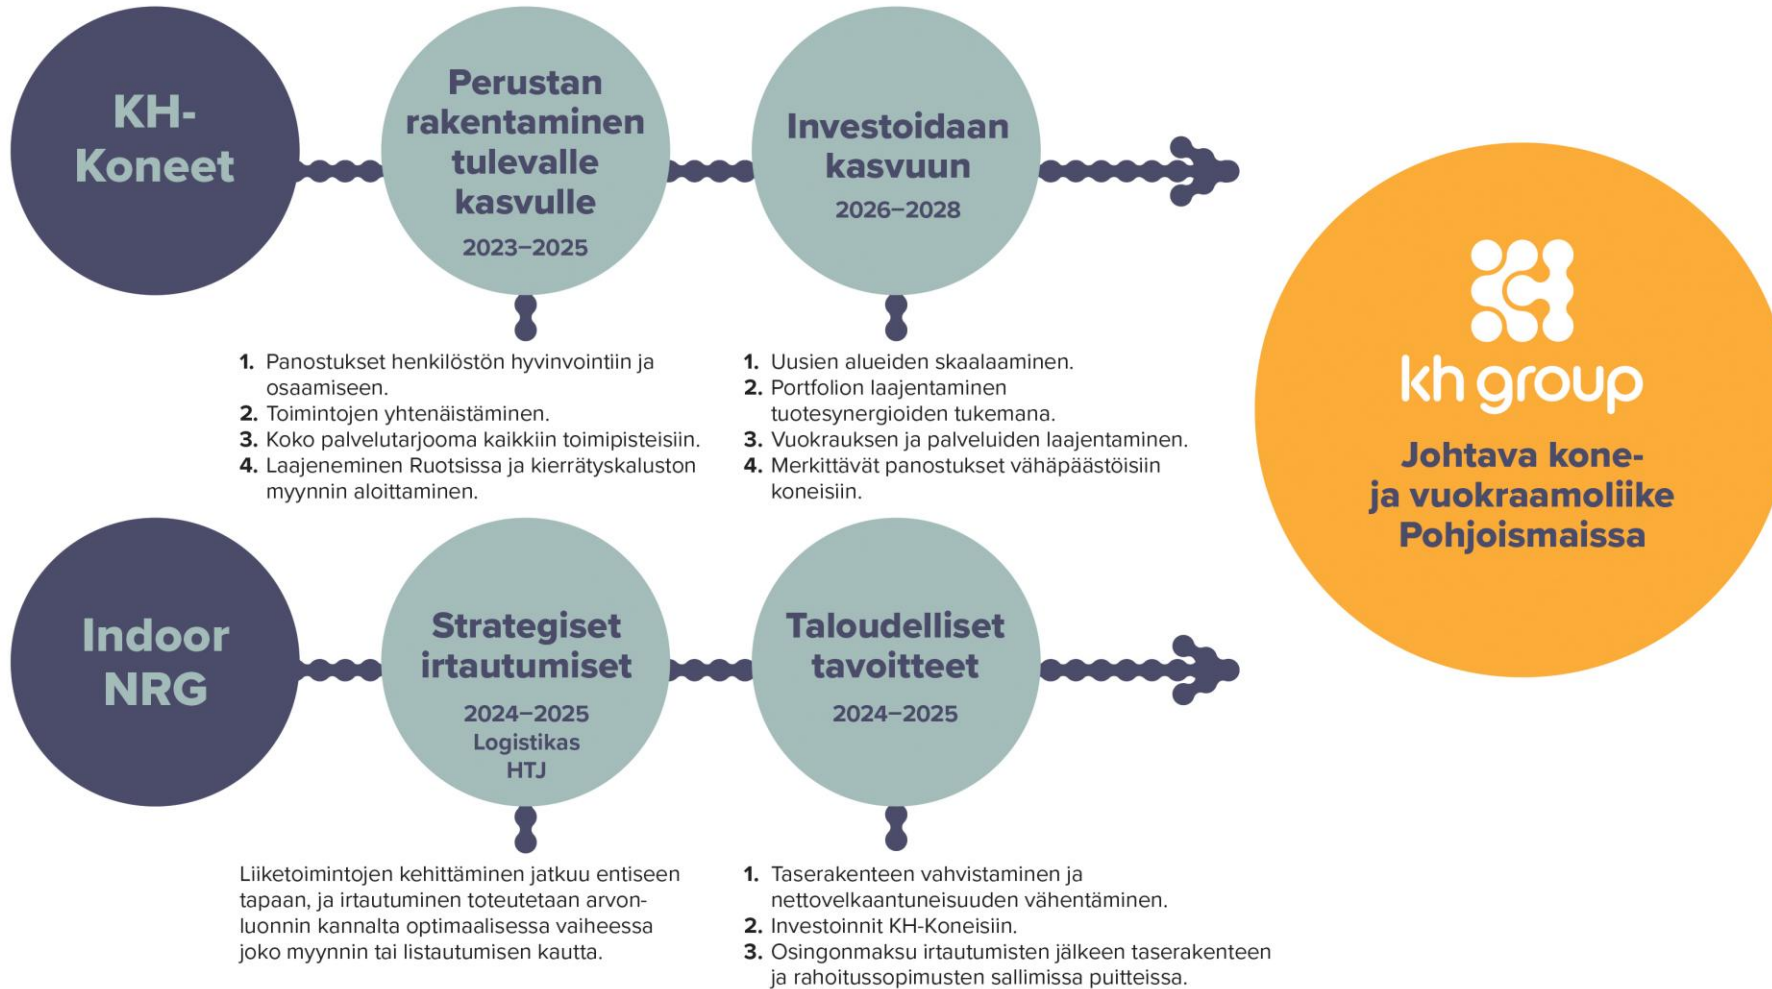 KH-
Koneet
Perustan
rakentaminen
tulevalle
kasvulle
2023–2025
Investoidaan
kasvuun
2026–2028
1. Panostukset henkilöstön hyvinvointiin ja
osaamiseen.
2. Toimintojen yhtenäistäminen.
3. Koko palvelutarjooma kaikkiin toimipisteisiin.
4. Laajeneminen Ruotsissa ja kierrätyskaluston
myynnin aloittaminen.
1. Uusien alueiden skaalaaminen.
2. Portfolion laajentaminen
tuotesynergioiden tukemana.
3. Vuokrauksen ja palveluiden laajentaminen.
4. Merkittävät panostukset vähäpäästöisiin
koneisiin.
kh group
Johtava kone-
ja vuokraamoliike
Pohjoismaissa
Indoor
NRG
Strategiset
irtautumiset
2024–2025
Logistikas
HTJ
Taloudelliset
tavoitteet
2024–2025
Liiketoimintojen kehittäminen jatkuu entiseen
tapaan, ja irtautuminen toteutetaan arvon-
luonnin kannalta optimaalisessa vaiheessa
joko myynnin tai listautumisen kautta.
1. Taserakenteen vahvistaminen ja
nettovelkaantuneisuuden vähentäminen.
2. Investoinnit KH-Koneisiin.
3. Osingonmaksu irtautumisten jälkeen taserakenteen
ja rahoitussopimusten sallimissa puitteissa.